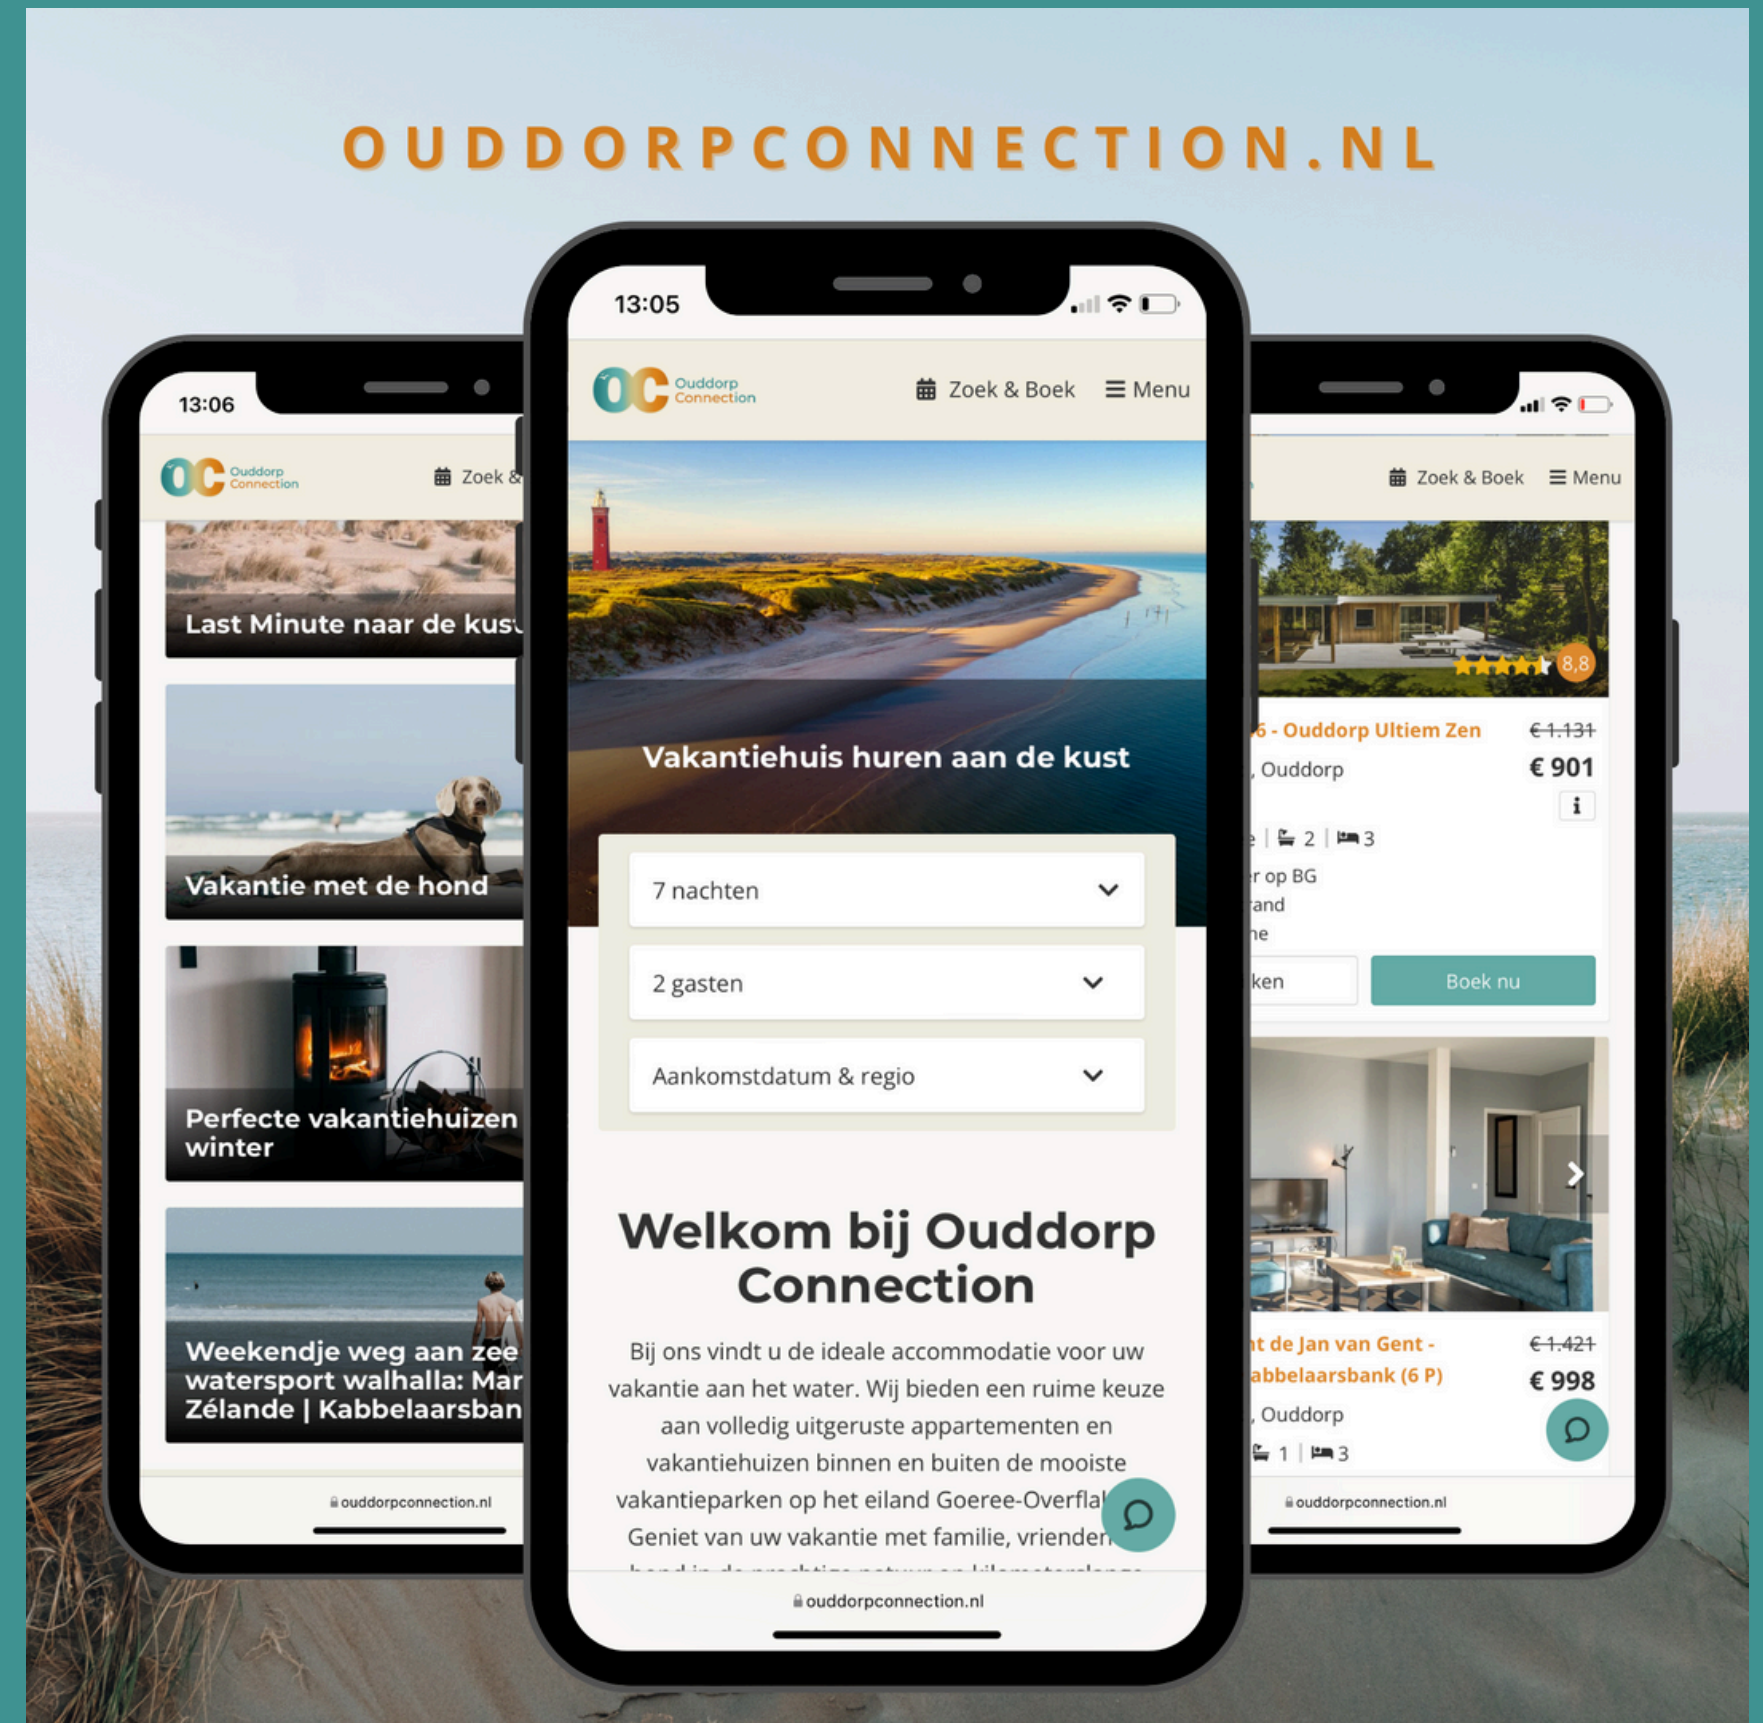 OUDDORPCONNECTION.NL
13:06
Ouddorp
Connection
Zoek &
Last Minute naar de kust
Vakantie met de hond
Perfecte vakantiehuizen
winter
Weekendje weg aan zee
watersport walhalla: Mar
Zélande | Kabbelaarsban
ouddorpconnection.nl
13:05
OC Ouddorp
Connection
Zoek & Boek
Menu
Vakantiehuis huren aan de kust
7 nachten
2 gasten
Aankomstdatum & regio
Welkom bij Ouddorp
Connection
Bij ons vindt u de ideale accommodatie voor uw
vakantie aan het water. Wij bieden een ruime keuze
aan volledig uitgeruste appartementen en
vakantiehuizen binnen en buiten de mooiste
vakantieparken op het eiland Goeree-Overfla
Geniet van uw vakantie met familie, vrienden
ouddorpconnection.nl
Zoek & Boek
Menu
8,8
6 - Ouddorp Ultiem Zen
€ 1.131
, Ouddorp
€ 901
i
2 | 3
r op BG
and
ne
ken
Boek nu
nt de Jan van Gent -
€ 1.421
abbelaarsbank (6 P)
€ 998
, Ouddorp
1 | 3
ouddorpconnection.nl